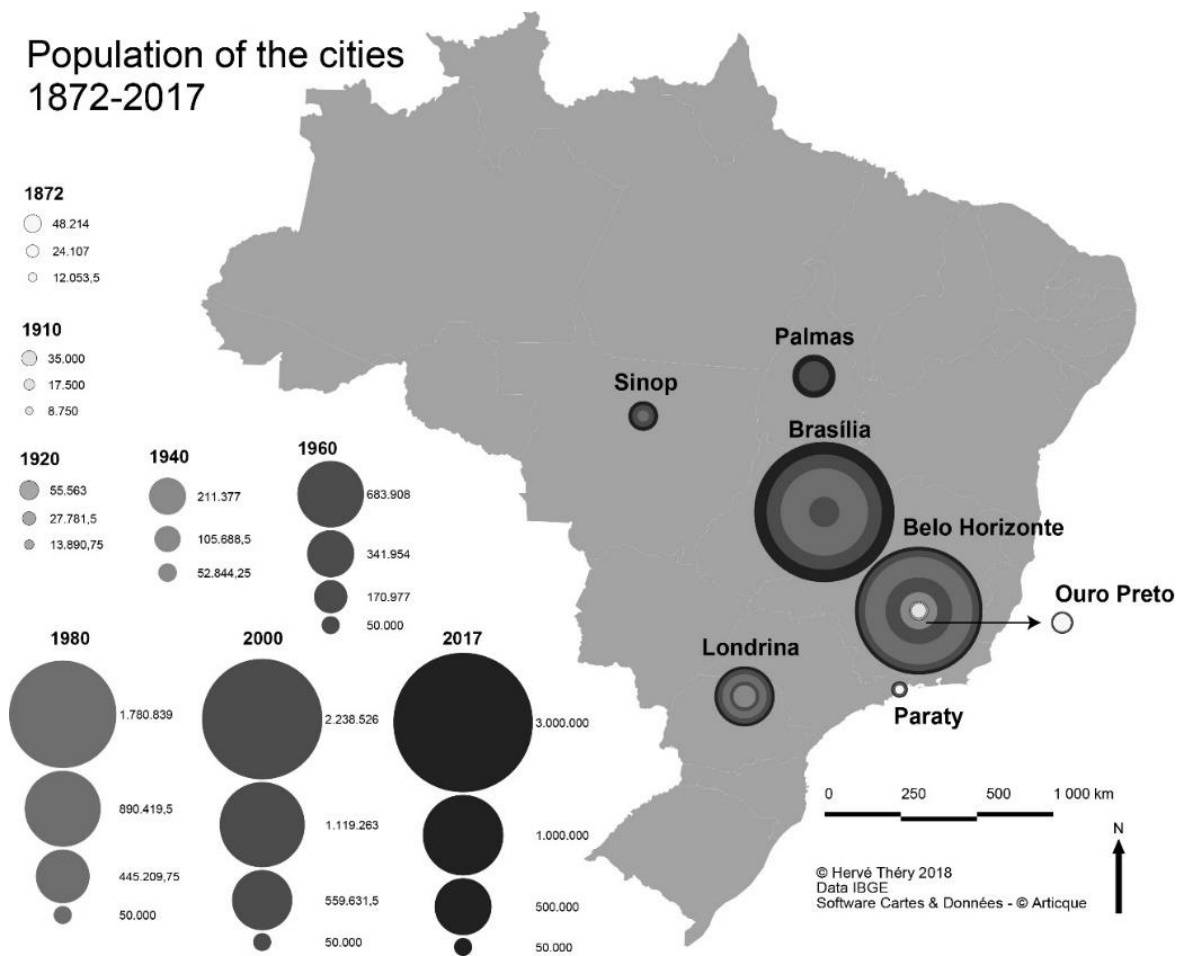 Population of the cities
1872-2017
1872
48.214
24.107
12.053,5
1910
35.000
17.500
8.750
1920
55.563
27.781,5
13.890,75
1940
211.377
105.688,5
52.844,25
1960
683.908
341.954
170.977
50.000
1980
1.780.839
890.419,5
445.209,75
50.000
2000
2.238.526
1.119.263
559.631,5
50.000
2017
3.000.000
1.000.000
500.000
50.000
Palmas
Sinop
Brasília
Belo Horizonte
Ouro Preto
Londrina
Paraty
0 250 500 1 000 km
N
© Hervé Théry 2018
Data IBGE
Software Cartes & Données - © Articque